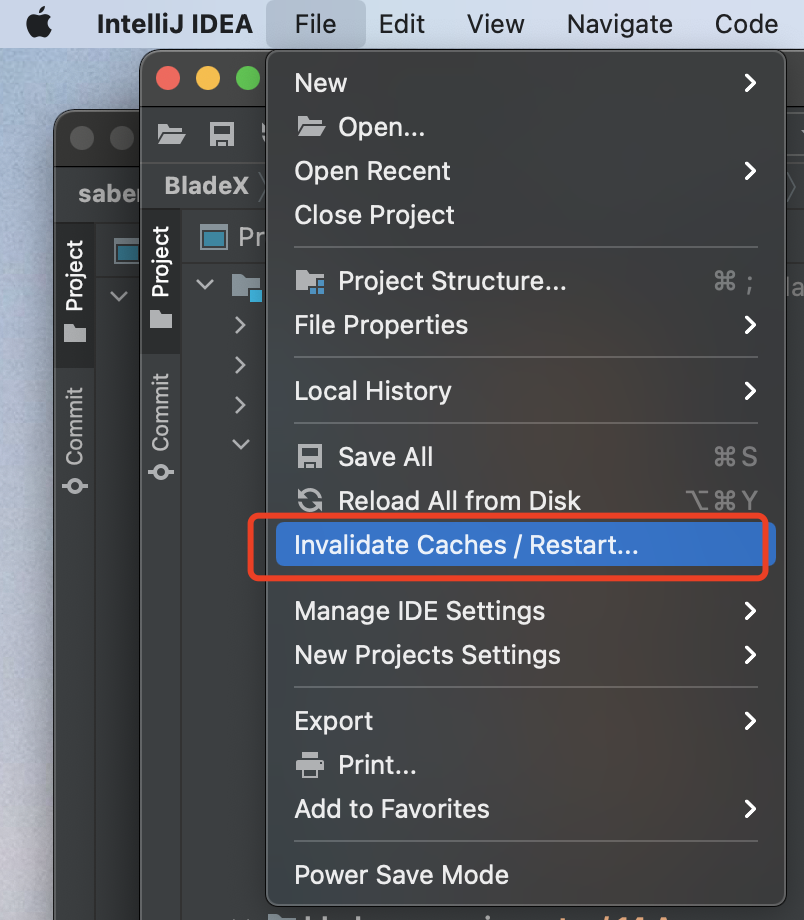 IntelliJ IDEA File Edit View Navigate Code
New
Open...
Open Recent
Close Project
Project Structure... ⌘ ;
File Properties
Local History
Save All ⌘S
Reload All from Disk ⌥⌘Y
Invalidate Caches / Restart...
Manage IDE Settings
New Projects Settings
Export
Print...
Add to Favorites
Power Save Mode
BladeX
Pr
Project
Commit
saber
Project
Commit